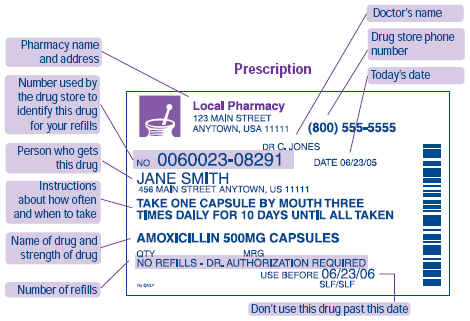 Doctor's name
Pharmacy name
and address
Drug store phone
number
Prescription
Today's date
Number used by
the drug store to
identify this drug
for your refills
Local Pharmacy
123 MAIN STREET
ANYTOWN, USA 11111
(800) 555-5555
DR C. JONES
Person who gets
this drug
NO 0060023-08291
DATE 06/23/05
JANE SMITH
456 MAIN STREET ANYTOWN, US 11111
Instructions
about how often
and when to take
TAKE ONE CAPSULE BY MOUTH THREE
TIMES DAILY FOR 10 DAYS UNTIL ALL TAKEN
Name of drug and
strength of drug
AMOXICILLIN 500MG CAPSULES
QTY MRG
NO REFILLS - DR. AUTHORIZATION REQUIRED
USE BEFORE 06/23/06
SLF/SLF
Number of refills
Rx ONLY
Don't use this drug past this date